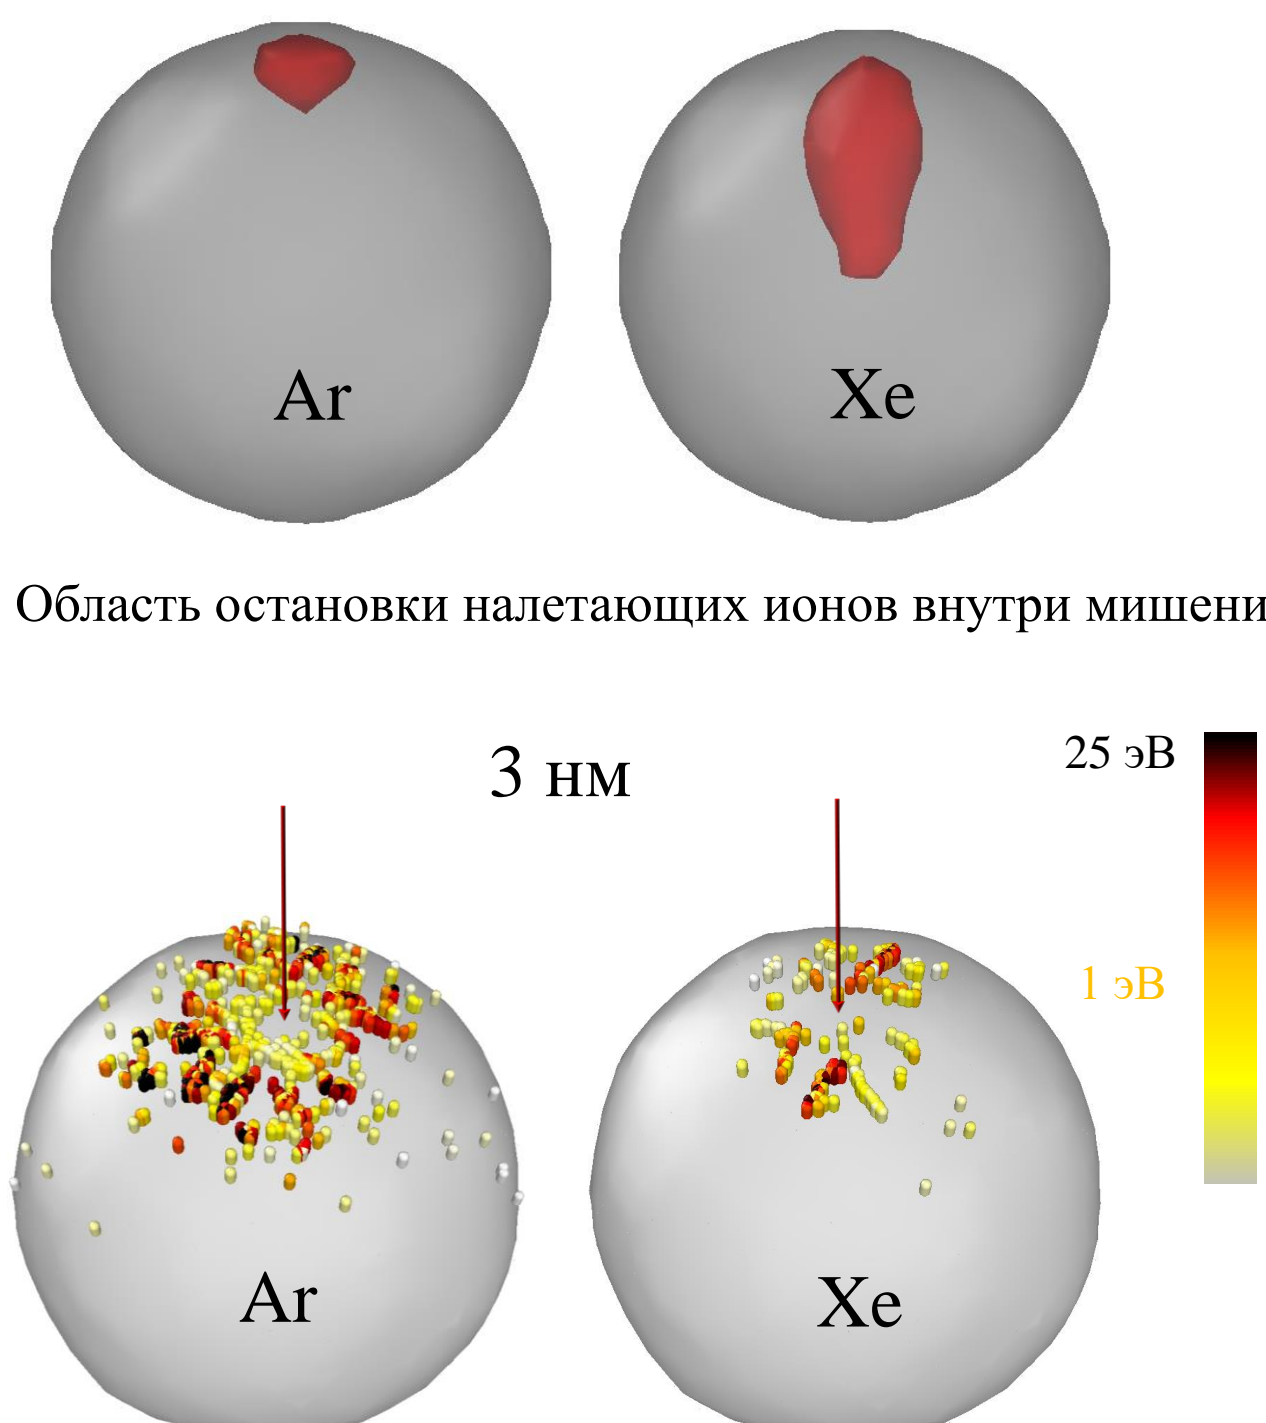 Ar
Xe
Область остановки налетающих ионов внутри мишени
3 нм
25 эВ
1 эВ
Ar
Xe